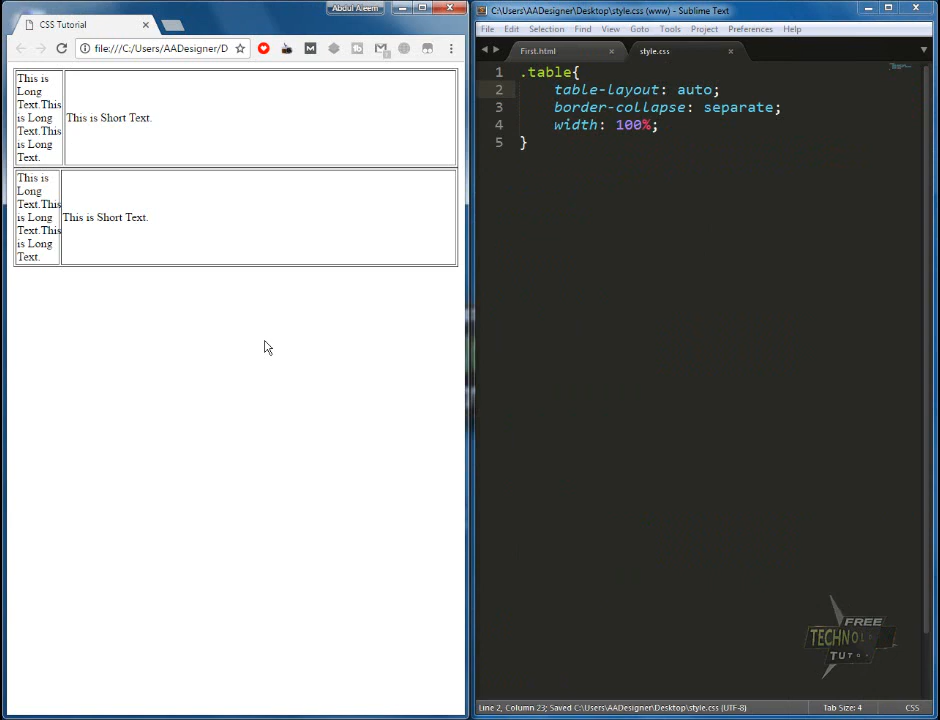 Abdul Aleem
CSS Tutorial
file:///C:/Users/AADesigner/D
This is
Long
Text.This
is Long
Text.This
is Long
Text.
This is Short Text.
This is
Long
Text.This
is Long
Text.This
is Long
Text.
This is Short Text.
C:\Users\AADesigner\Desktop\style.css (www) - Sublime Text
File Edit Selection Find View Goto Tools Project Preferences Help
First.html
style.css
1 .table{
2 table-layout: auto;
3 border-collapse: separate;
4 width: 100%;
5 }
FREE
TECHNOL
TUTO
Line 2, Column 23; Saved C:\Users\AADesigner\Desktop\style.css (UTF-8)
Tab Size: 4
CSS